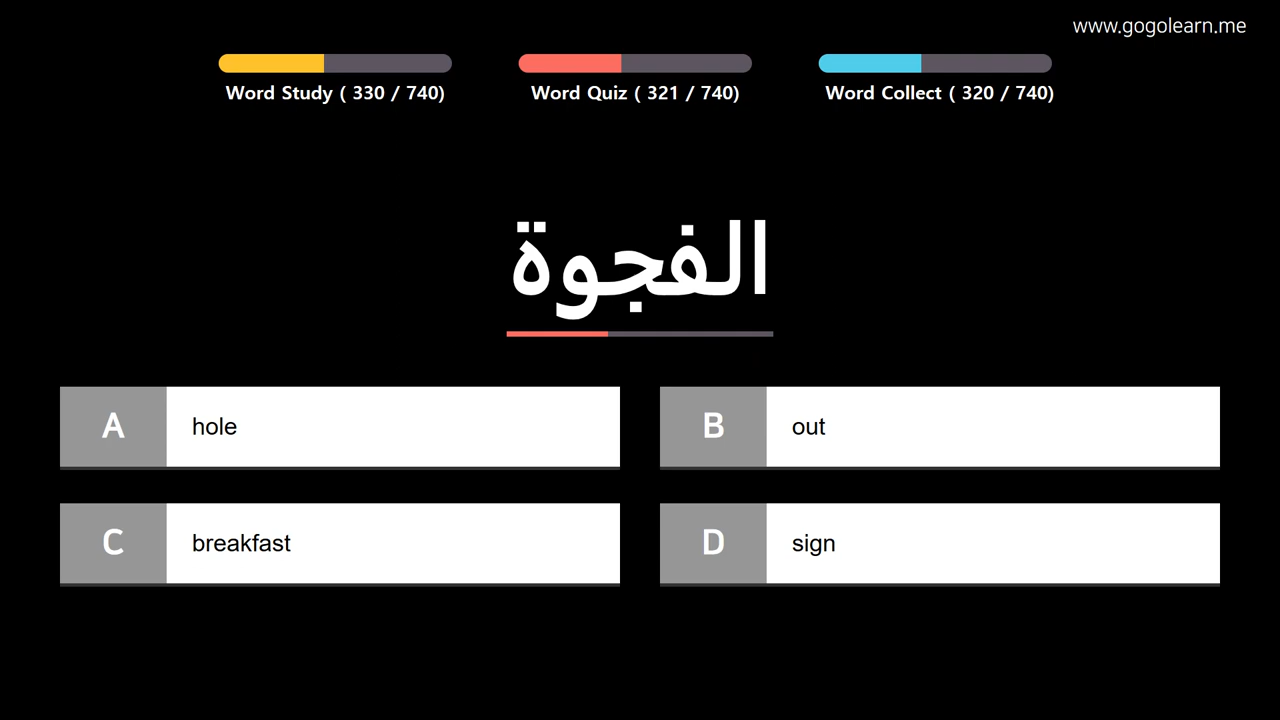 www.gogolearn.me
Word Study ( 330 / 740)
Word Quiz ( 321 / 740)
Word Collect ( 320 / 740)
الفجوة
A hole
B out
C breakfast
D sign